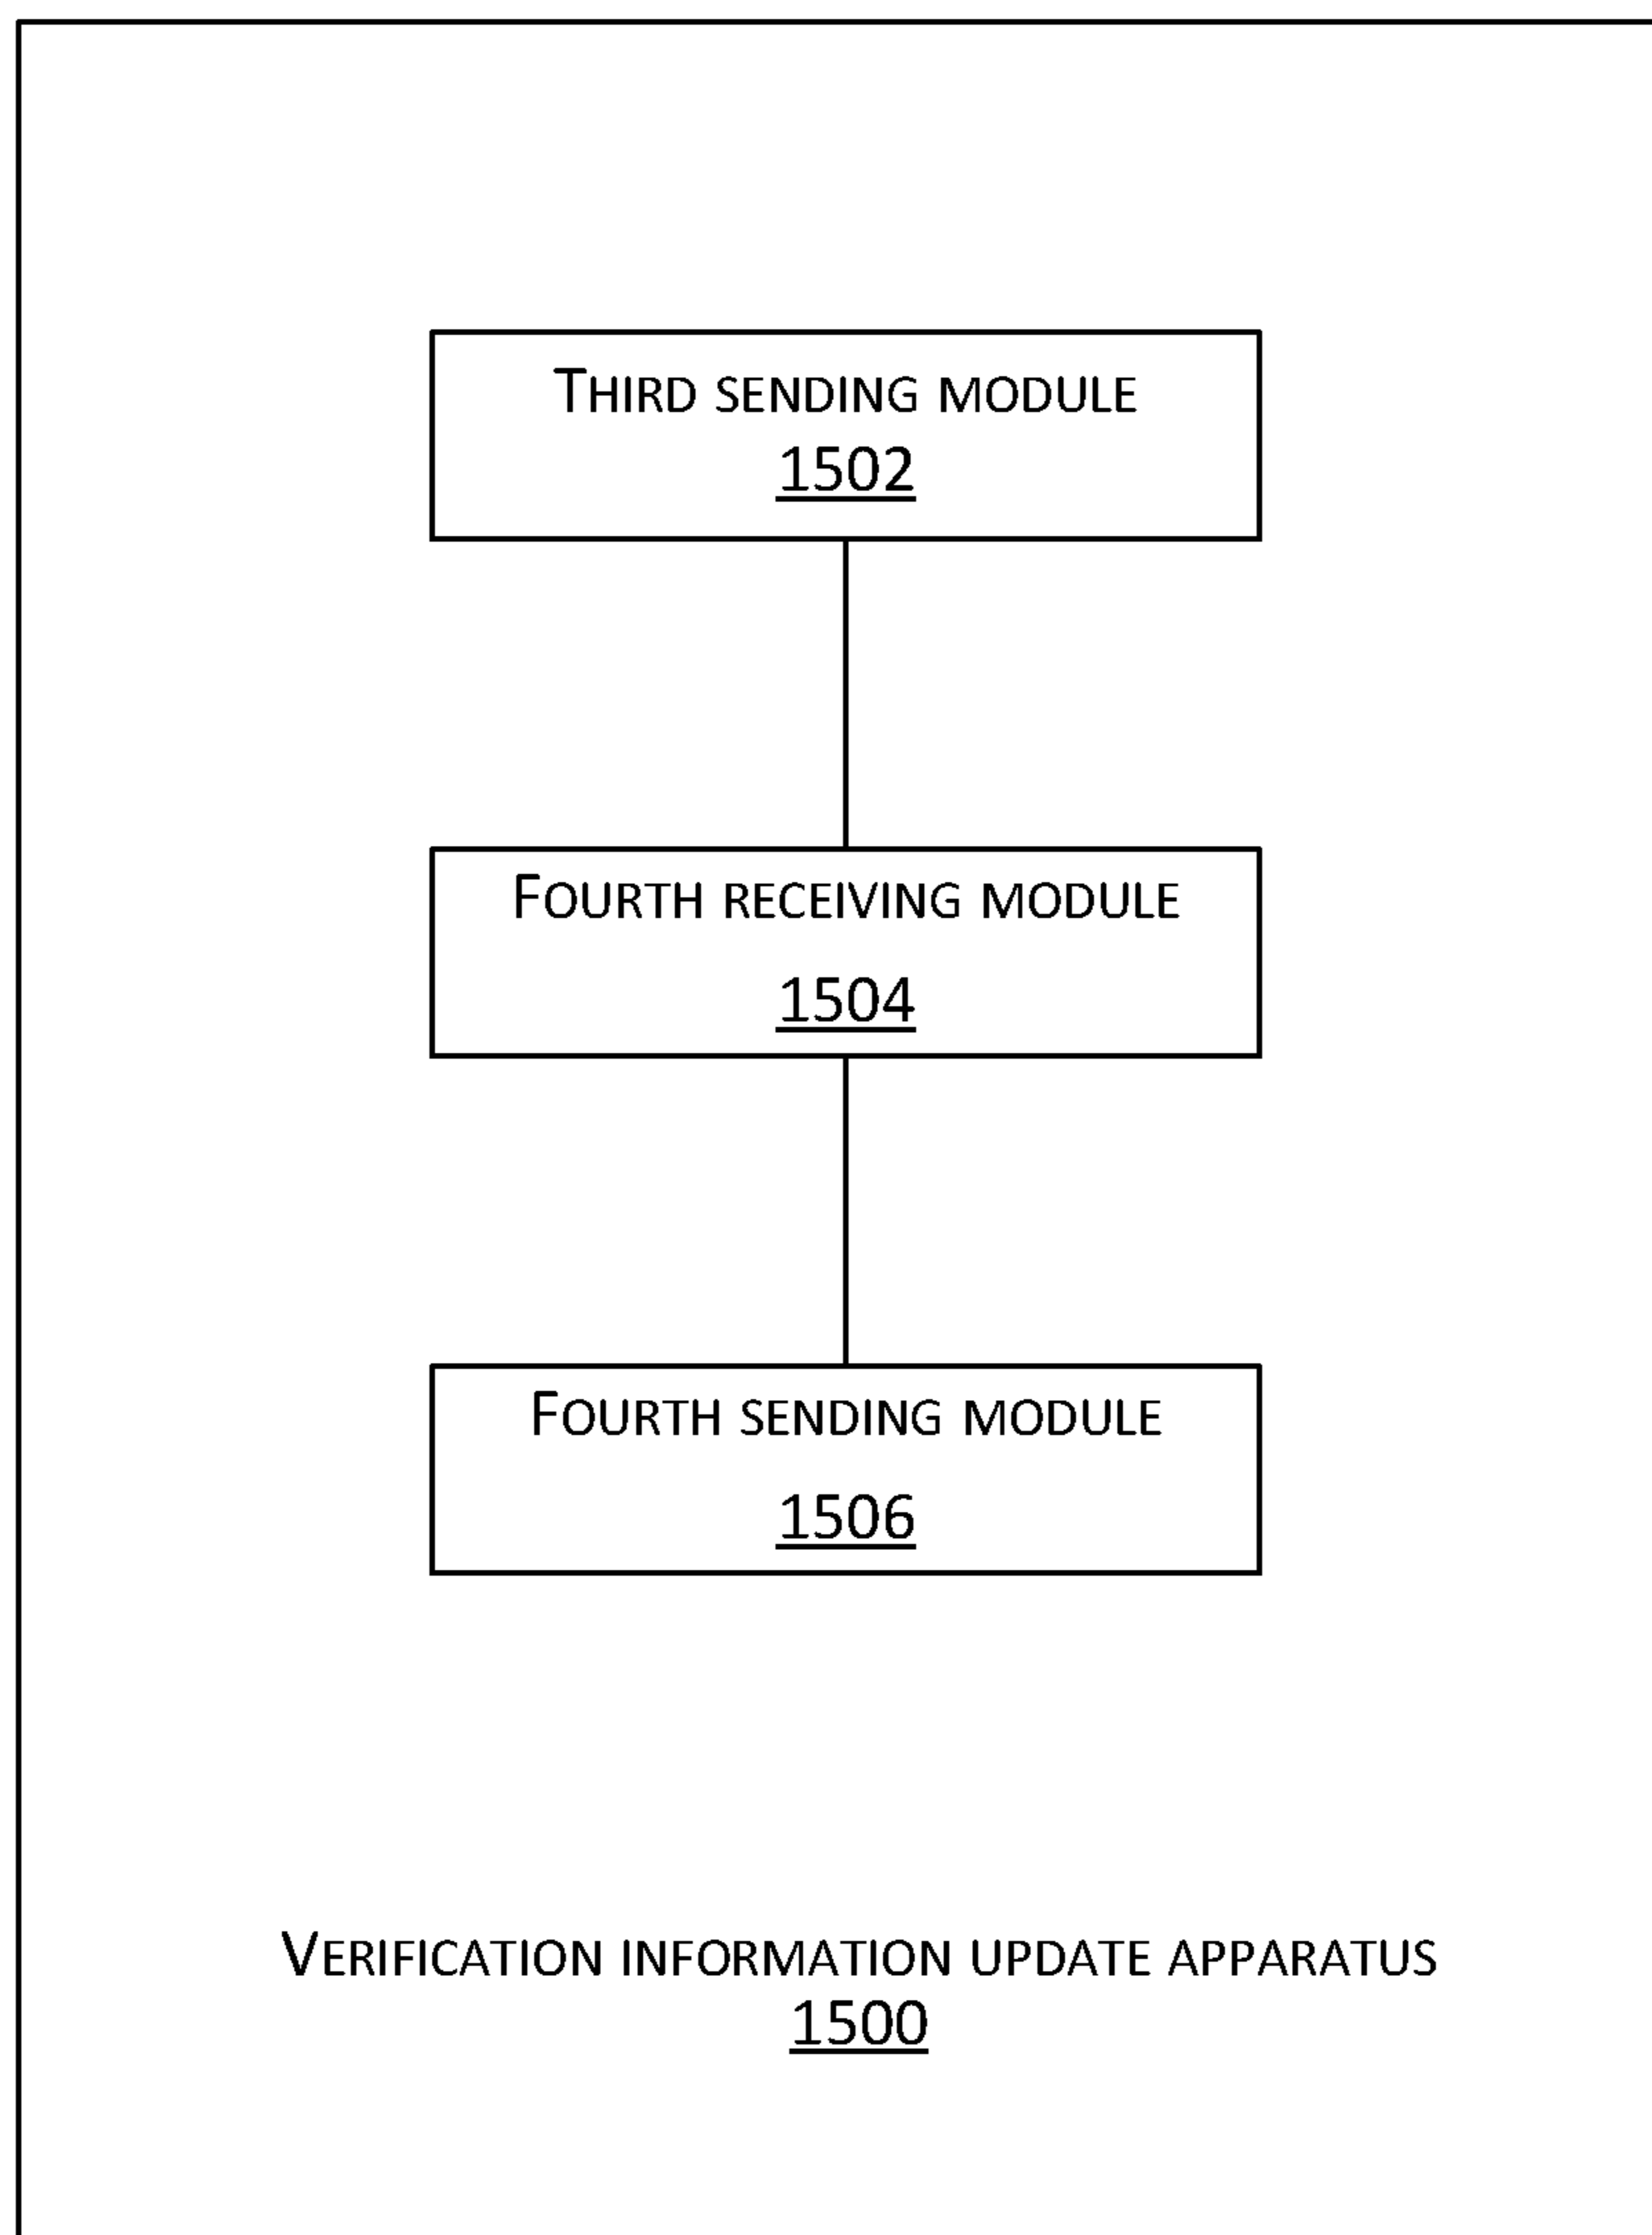 Third sending module
1502
Fourth receiving module
1504
Fourth sending module
1506
Verification information update apparatus
1500